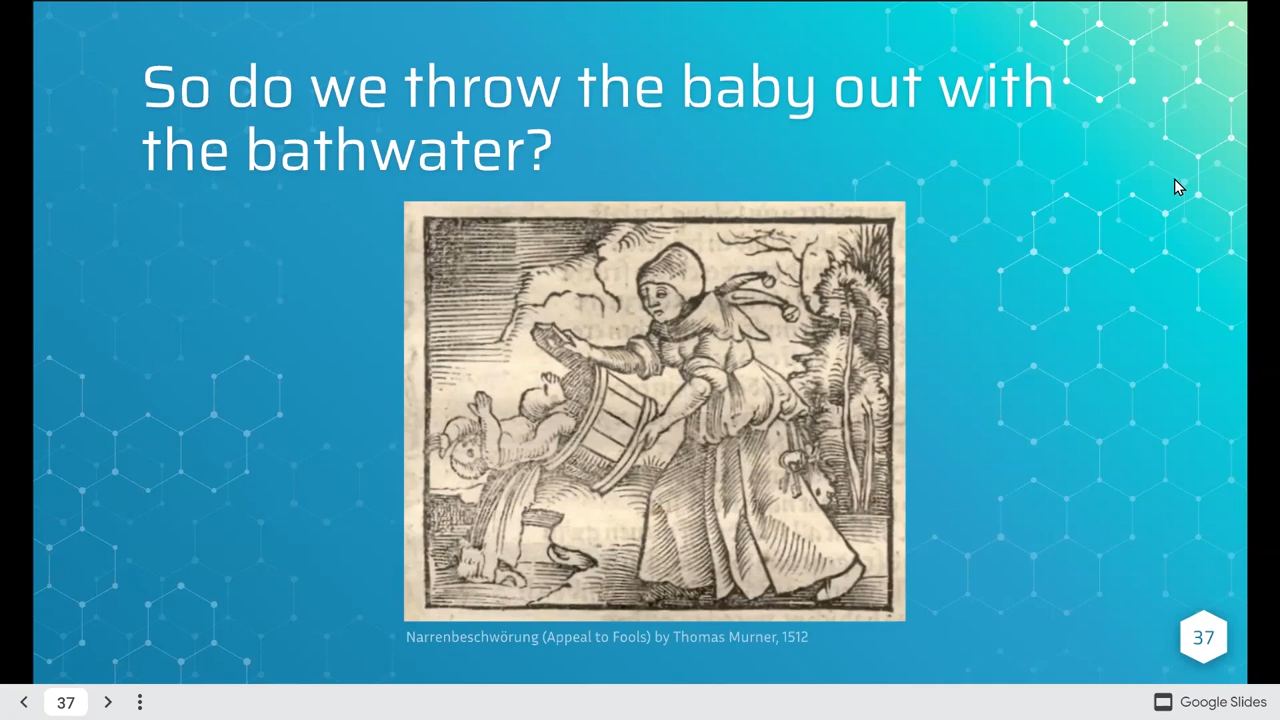 So do we throw the baby out with
the bathwater?
Narrenbeschwörung (Appeal to Fools) by Thomas Murner, 1512
37
37
Google Slides